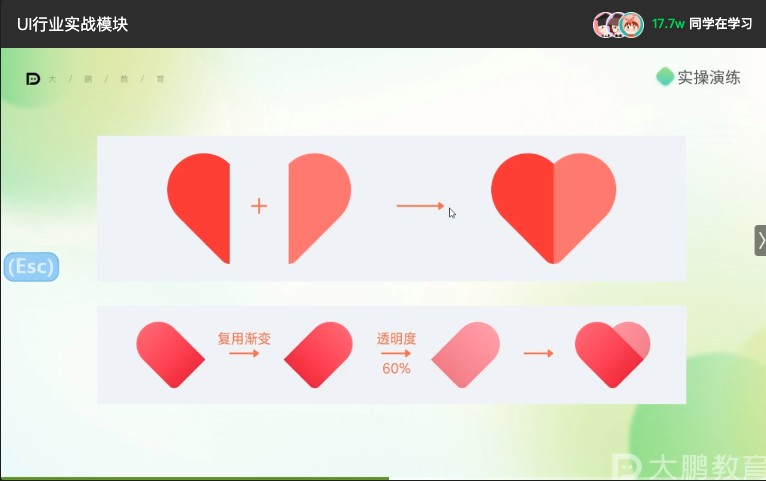 UI行业实战模块
17.7w 同学在学习
大 / 鹏 / 教 / 育
实操演练
(Esc)
复用渐变
透明度
60%
大鹏教育